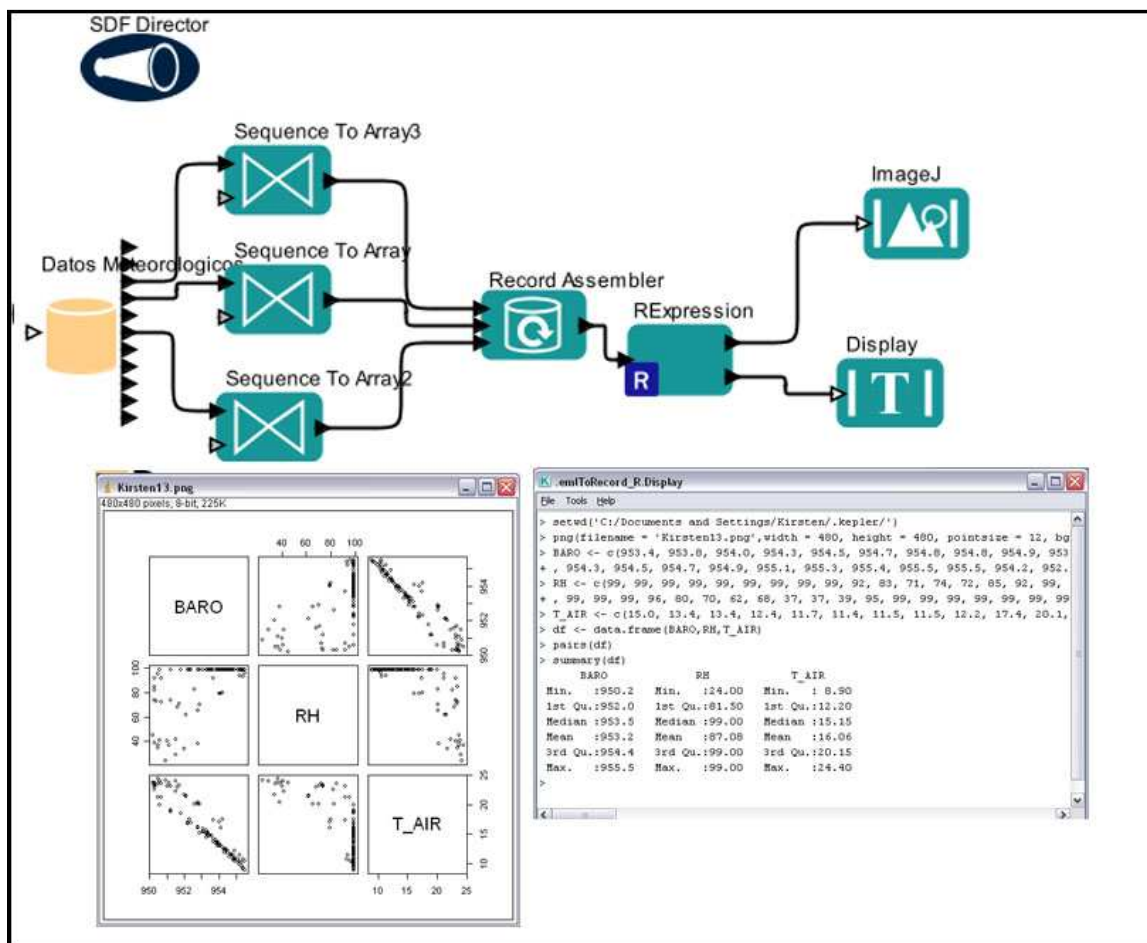 SDF Director
Sequence To Array3
ImageJ
Sequence To Array
Datos Meteorologicos
Record Assembler
RExpression
R
Display
T
Sequence To Array2
Kirsten13.png
480x480 pixels, 8-bit, 225K
40 60 80 100
BARO
950 952 954
40 60 80 100
RH
T_AIR
10 15 20 25
950 952 954
10 15 20 25
.emlToRecord_R.Display
File Tools Help
> setwd('C:/Documents and Settings/Kirsten/.kepler/')
> png(filename = 'Kirsten13.png',width = 480, height = 480, pointsize = 12, bg
> BARO <- c(953.4, 953.8, 954.0, 954.3, 954.5, 954.7, 954.8, 954.8, 954.9, 953
+ , 954.3, 954.5, 954.7, 954.9, 955.1, 955.3, 955.4, 955.5, 955.5, 954.2, 952.
> RH <- c(99, 99, 99, 99, 99, 99, 99, 99, 99, 92, 83, 71, 74, 72, 85, 92, 99,
+ , 99, 99, 99, 96, 80, 70, 62, 68, 37, 37, 39, 95, 99, 99, 99, 99, 99, 99, 99
> T_AIR <- c(15.0, 13.4, 13.4, 12.4, 11.7, 11.4, 11.5, 11.5, 12.2, 17.4, 20.1,
> df <- data.frame(BARO,RH,T_AIR)
> pairs(df)
> summary(df)
BARO RH T_AIR
Min. :950.2 Min. :24.00 Min. : 8.90
1st Qu.:952.0 1st Qu.:81.50 1st Qu.:12.20
Median :953.5 Median :99.00 Median :15.15
Mean :953.2 Mean :87.08 Mean :16.06
3rd Qu.:954.4 3rd Qu.:99.00 3rd Qu.:20.15
Max. :955.5 Max. :99.00 Max. :24.40
>